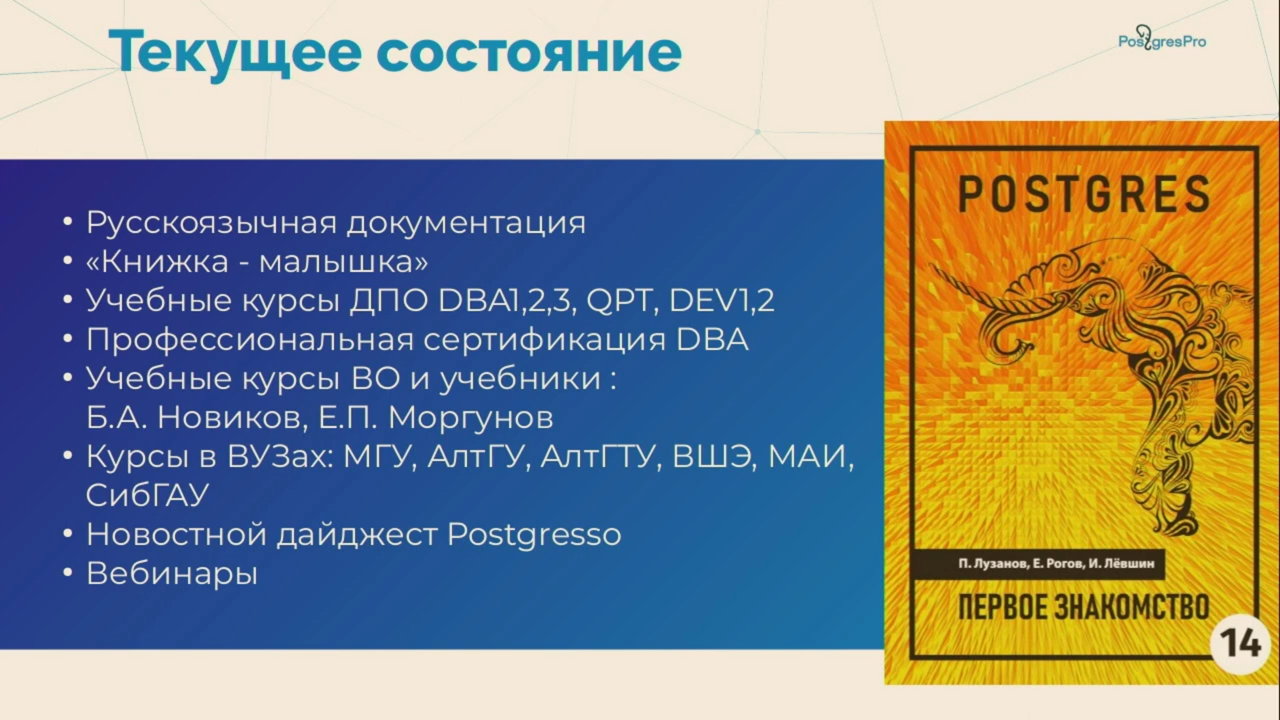 Текущее состояние
PostgresPro
• Русскоязычная документация
• «Книжка - малышка»
• Учебные курсы ДПО DBA1,2,3, QPT, DEV1,2
• Профессиональная сертификация DBA
• Учебные курсы ВО и учебники :
Б.А. Новиков, Е.П. Моргунов
• Курсы в ВУЗах: МГУ, АлтГУ, АлтГТУ, ВШЭ, МАИ,
СибГАУ
• Новостной дайджест Postgresso
• Вебинары
POSTGRES
П. Лузанов, Е. Рогов, И. Лёвшин
ПЕРВОЕ ЗНАКОМСТВО
14